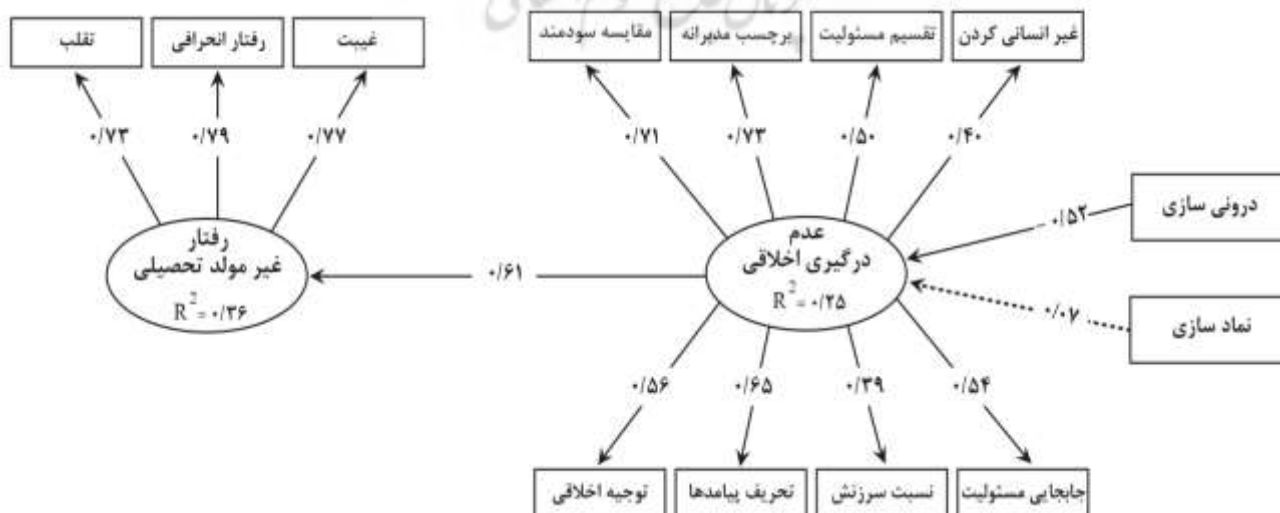 غیر انسانی کردن
تقسیم مسئولیت
برچسب مدیرانه
مقایسه سودمند
غیبت
رفتار انحرافی
تقلب
۰/۴۰
۰/۵۰
۰/۷۳
۰/۷۱
۰/۷۷
۰/۷۹
۰/۷۳
درونی سازی
۰/۵۲
عدم
درگیری اخلاقی
R² = ۰/۲۵
۰/۶۱
رفتار
غیر مولد تحصیلی
R² = ۰/۳۶
نماد سازی
۰/۰۷
۰/۵۴
۰/۳۹
۰/۶۵
۰/۵۶
جابجایی مسئولیت
نسبت سرزنش
تحریف پیامدها
توجیه اخلاقی